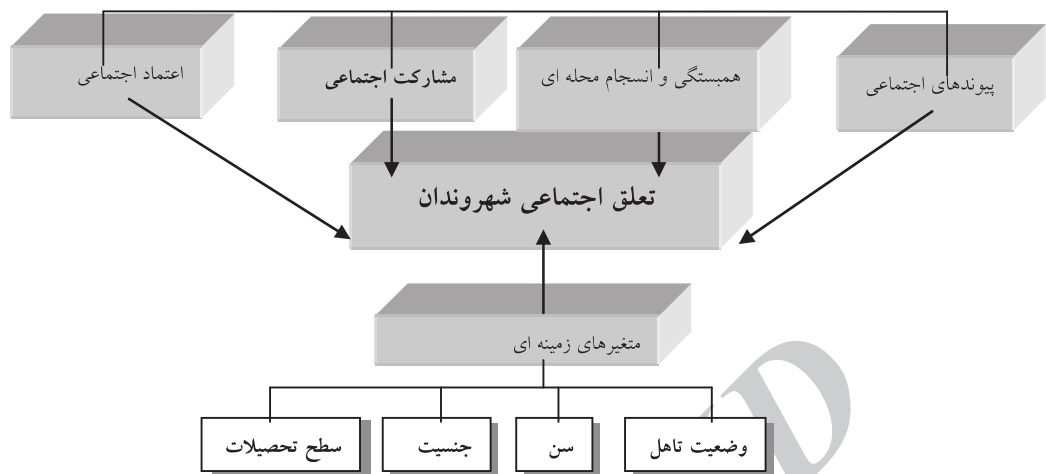 پیوندهای اجتماعی
همبستگی و انسجام محله ای
مشارکت اجتماعی
اعتماد اجتماعی
تعلق اجتماعی شهروندان
متغیرهای زمینه ای
وضعیت تاهل
سن
جنسیت
سطح تحصیلات